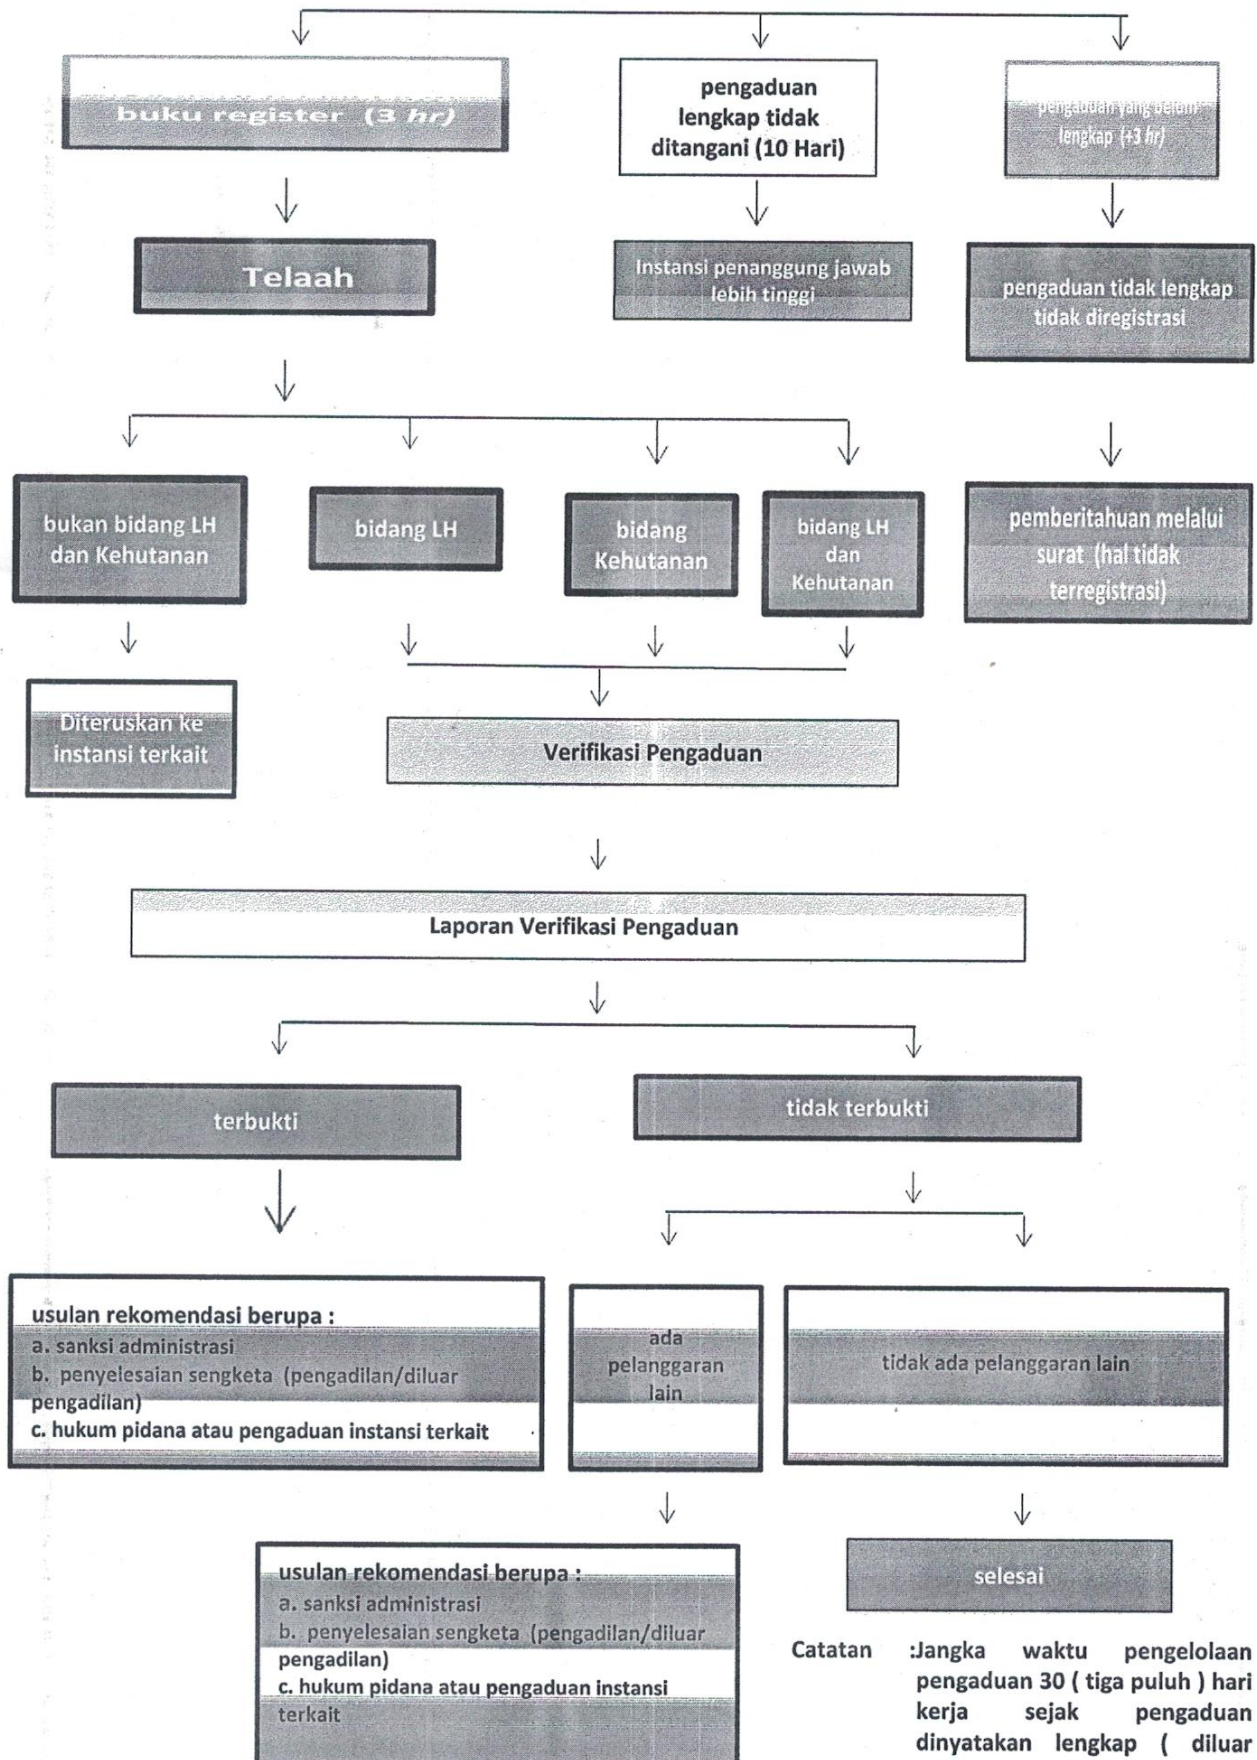 buku register (3 hr)
pengaduan
lengkap tidak
ditangani (10 Hari)
pengaduan yang belum
lengkap (+3 hr)
Telaah
Instansi penanggung jawab
lebih tinggi
pengaduan tidak lengkap
tidak diregistrasi
bukan bidang LH
dan Kehutanan
bidang LH
bidang
Kehutanan
bidang LH
dan
Kehutanan
pemberitahuan melalui
surat (hal tidak
terregistrasi)
Diteruskan ke
instansi terkait
Verifikasi Pengaduan
Laporan Verifikasi Pengaduan
terbukti
tidak terbukti
usulan rekomendasi berupa :
a. sanksi administrasi
b. penyelesaian sengketa (pengadilan/diluar
pengadilan)
c. hukum pidana atau pengaduan instansi terkait
ada
pelanggaran
lain
tidak ada pelanggaran lain
usulan rekomendasi berupa :
a. sanksi administrasi
b. penyelesaian sengketa (pengadilan/diluar
pengadilan)
c. hukum pidana atau pengaduan instansi
terkait
selesai
Catatan :Jangka waktu pengelolaan
pengaduan 30 ( tiga puluh ) hari
kerja sejak pengaduan
dinyatakan lengkap ( diluar